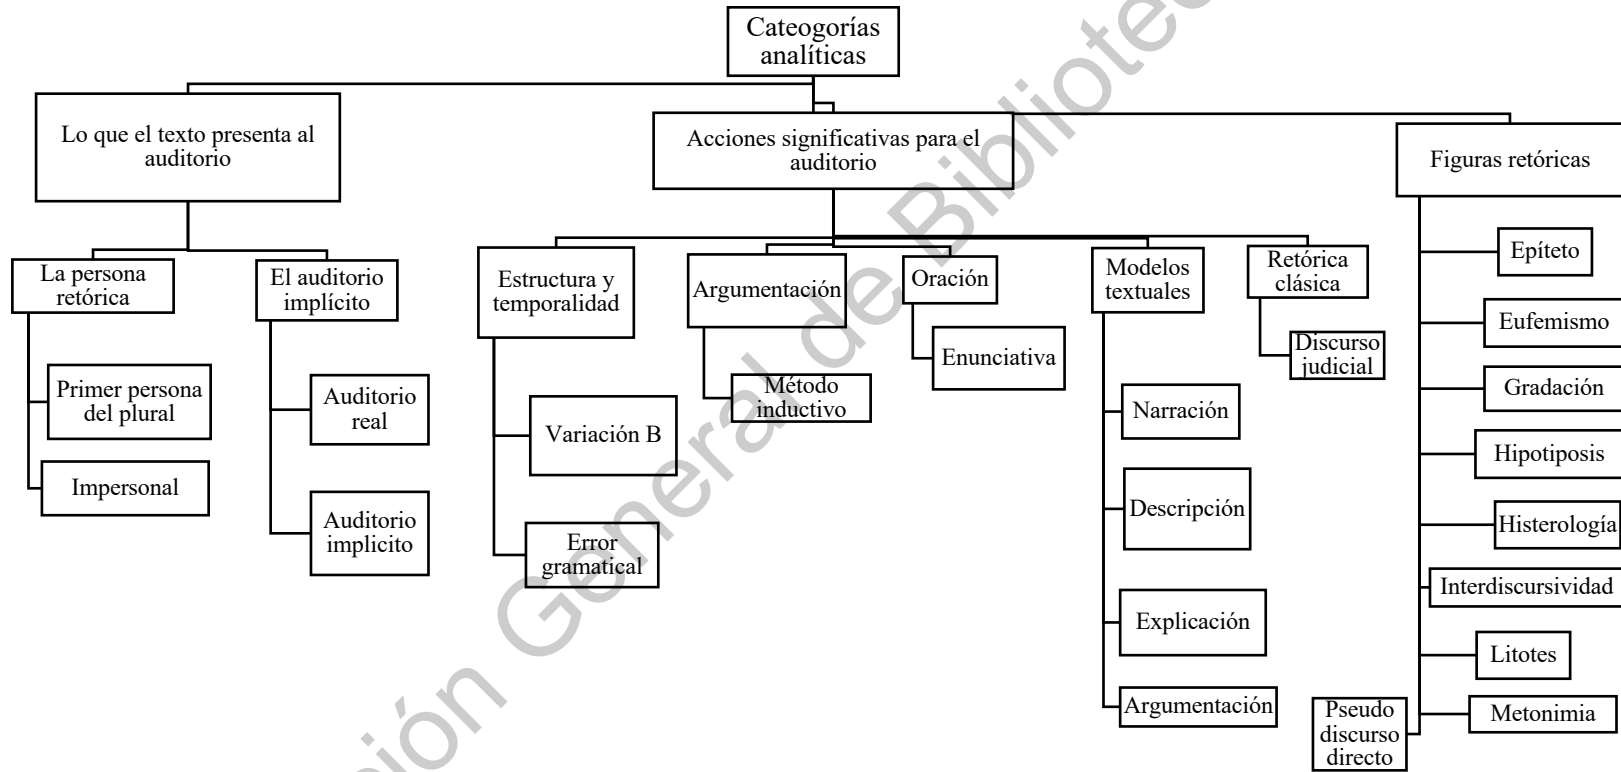 Cateogorías
analíticas
Lo que el texto presenta al
auditorio
La persona
retórica
Primer persona
del plural
Impersonal
El auditorio
implícito
Auditorio
real
Auditorio
implicito
Acciones significativas para el
auditorio
Estructura y
temporalidad
Variación B
Error
gramatical
Argumentación
Método
inductivo
Oración
Enunciativa
Modelos
textuales
Narración
Descripción
Explicación
Argumentación
Retórica
clásica
Discurso
judicial
Figuras retóricas
Epíteto
Eufemismo
Gradación
Hipotiposis
Histerología
Interdiscursividad
Litotes
Metonimia
Pseudo
discurso
directo
General de